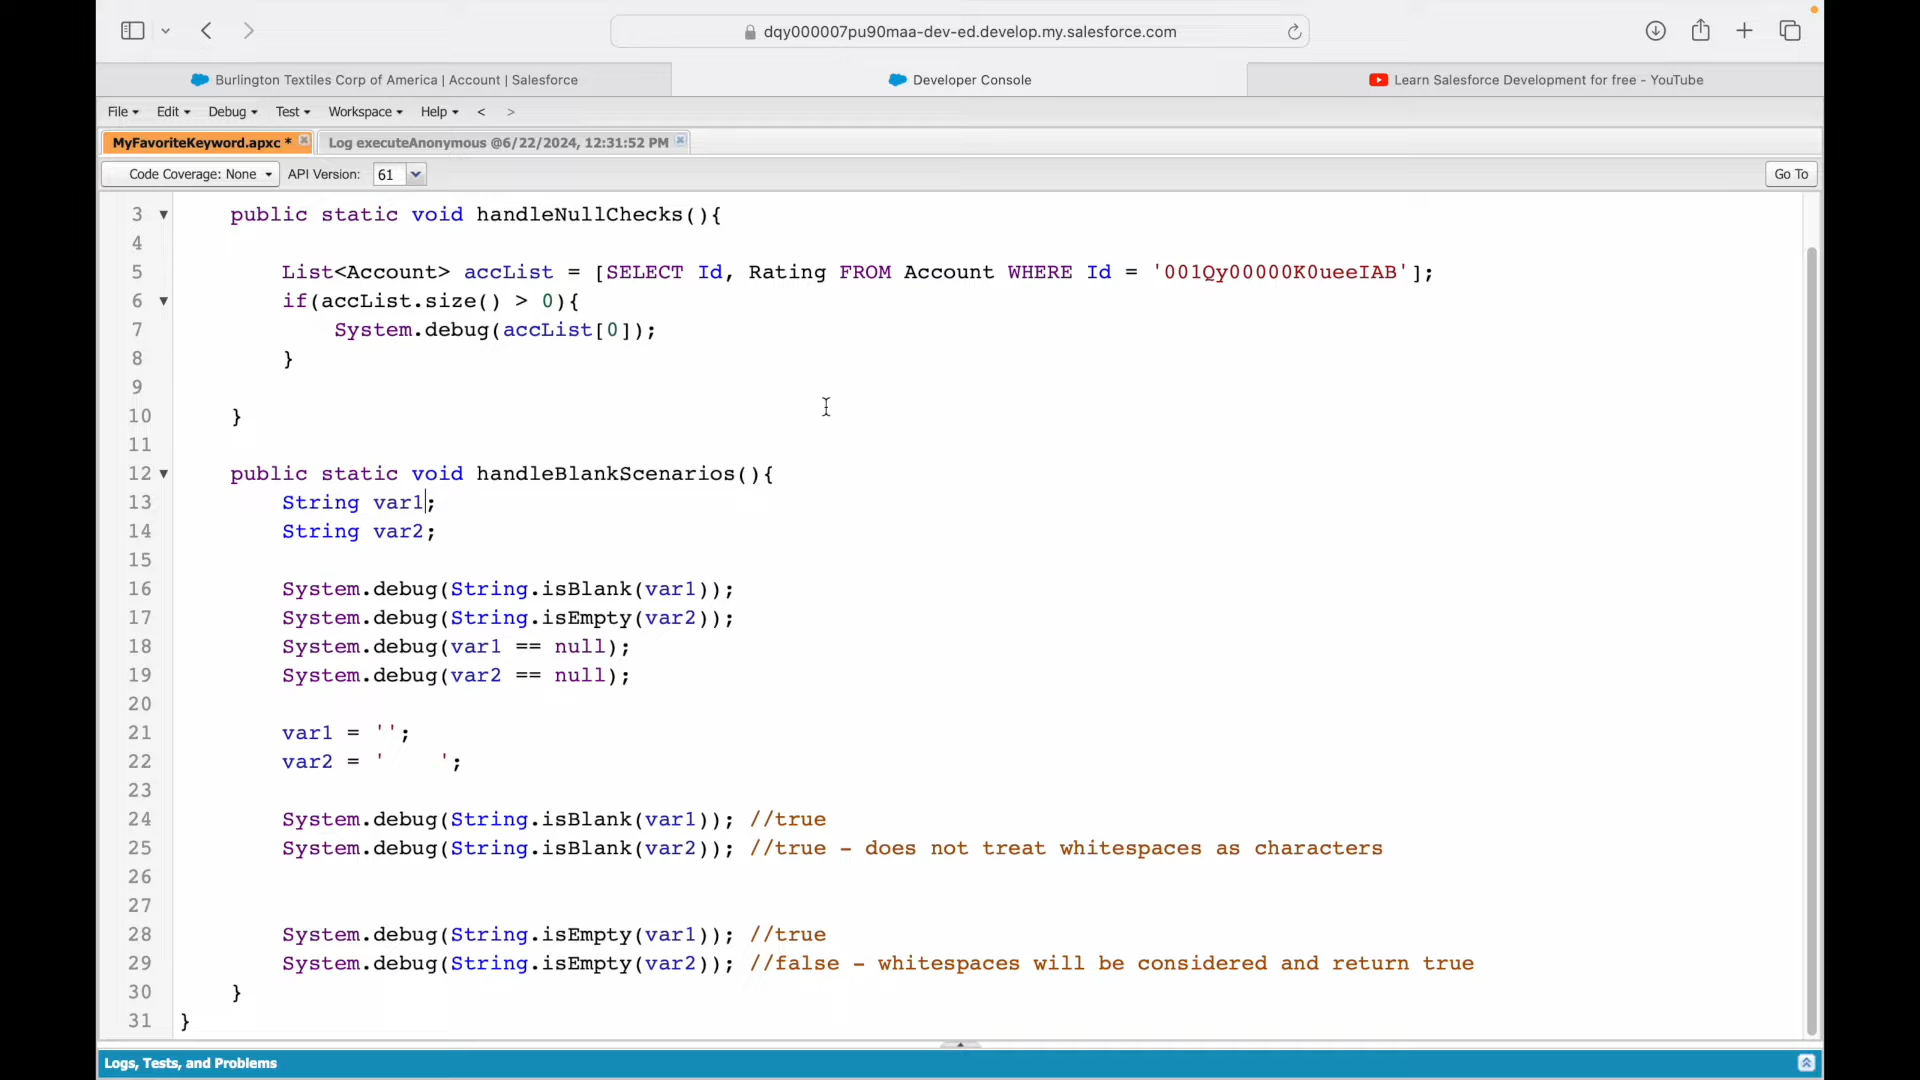 dqy000007pu90maa-dev-ed.develop.my.salesforce.com
Burlington Textiles Corp of America | Account | Salesforce
Developer Console
Learn Salesforce Development for free - YouTube
File Edit Debug Test Workspace Help < >
MyFavoriteKeyword.apxc *
Log executeAnonymous @6/22/2024, 12:31:52 PM
Code Coverage: None API Version: 61 Go To
3 public static void handleNullChecks(){
4
5 List<Account> accList = [SELECT Id, Rating FROM Account WHERE Id = '001Qy00000K0ueeIAB'];
6 if(accList.size() > 0){
7 System.debug(accList[0]);
8 }
9
10 }
11
12 public static void handleBlankScenarios(){
13 String var1;
14 String var2;
15
16 System.debug(String.isBlank(var1));
17 System.debug(String.isEmpty(var2));
18 System.debug(var1 == null);
19 System.debug(var2 == null);
20
21 var1 = '';
22 var2 = '    ';
23
24 System.debug(String.isBlank(var1)); //true
25 System.debug(String.isBlank(var2)); //true - does not treat whitespaces as characters
26
27
28 System.debug(String.isEmpty(var1)); //true
29 System.debug(String.isEmpty(var2)); //false - whitespaces will be considered and return true
30 }
31 }
Logs, Tests, and Problems